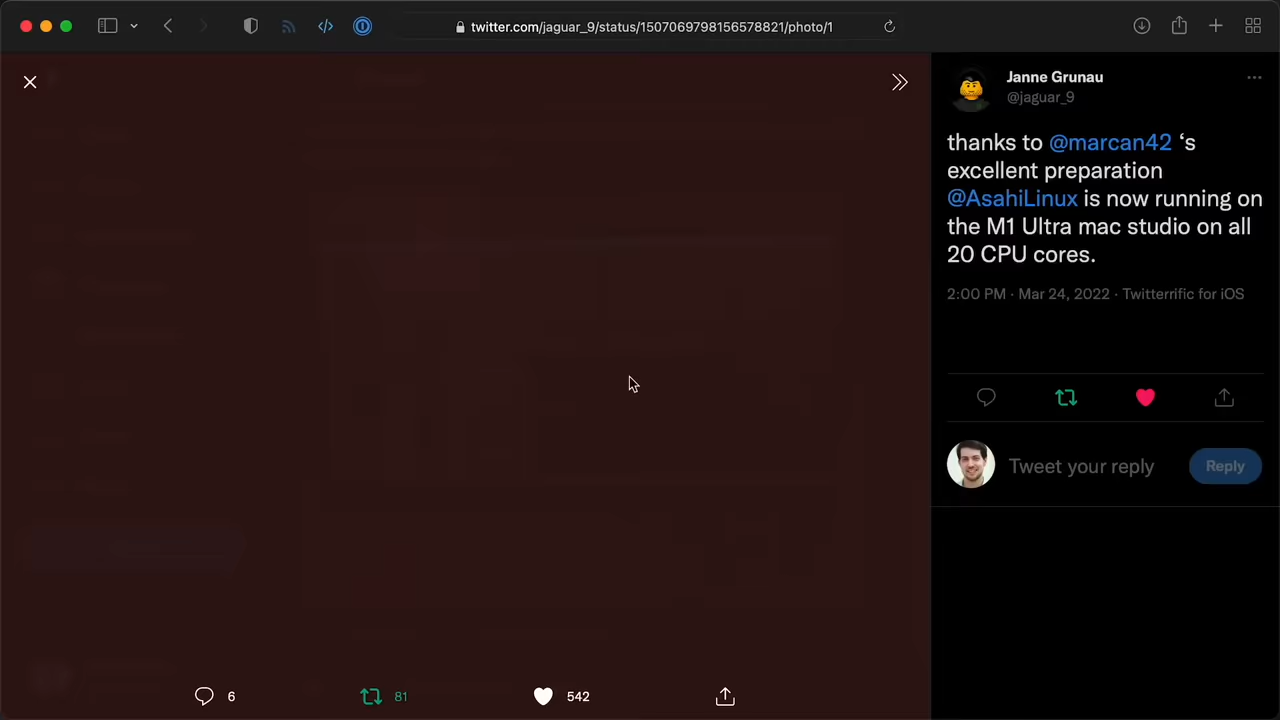 twitter.com/jaguar_9/status/1507069798156578821/photo/1
Janne Grunau
@jaguar_9
thanks to @marcan42 ‘s
excellent preparation
@AsahiLinux is now running on
the M1 Ultra mac studio on all
20 CPU cores.
2:00 PM · Mar 24, 2022 · Twitterrific for iOS
Tweet your reply
Reply
6
81
542